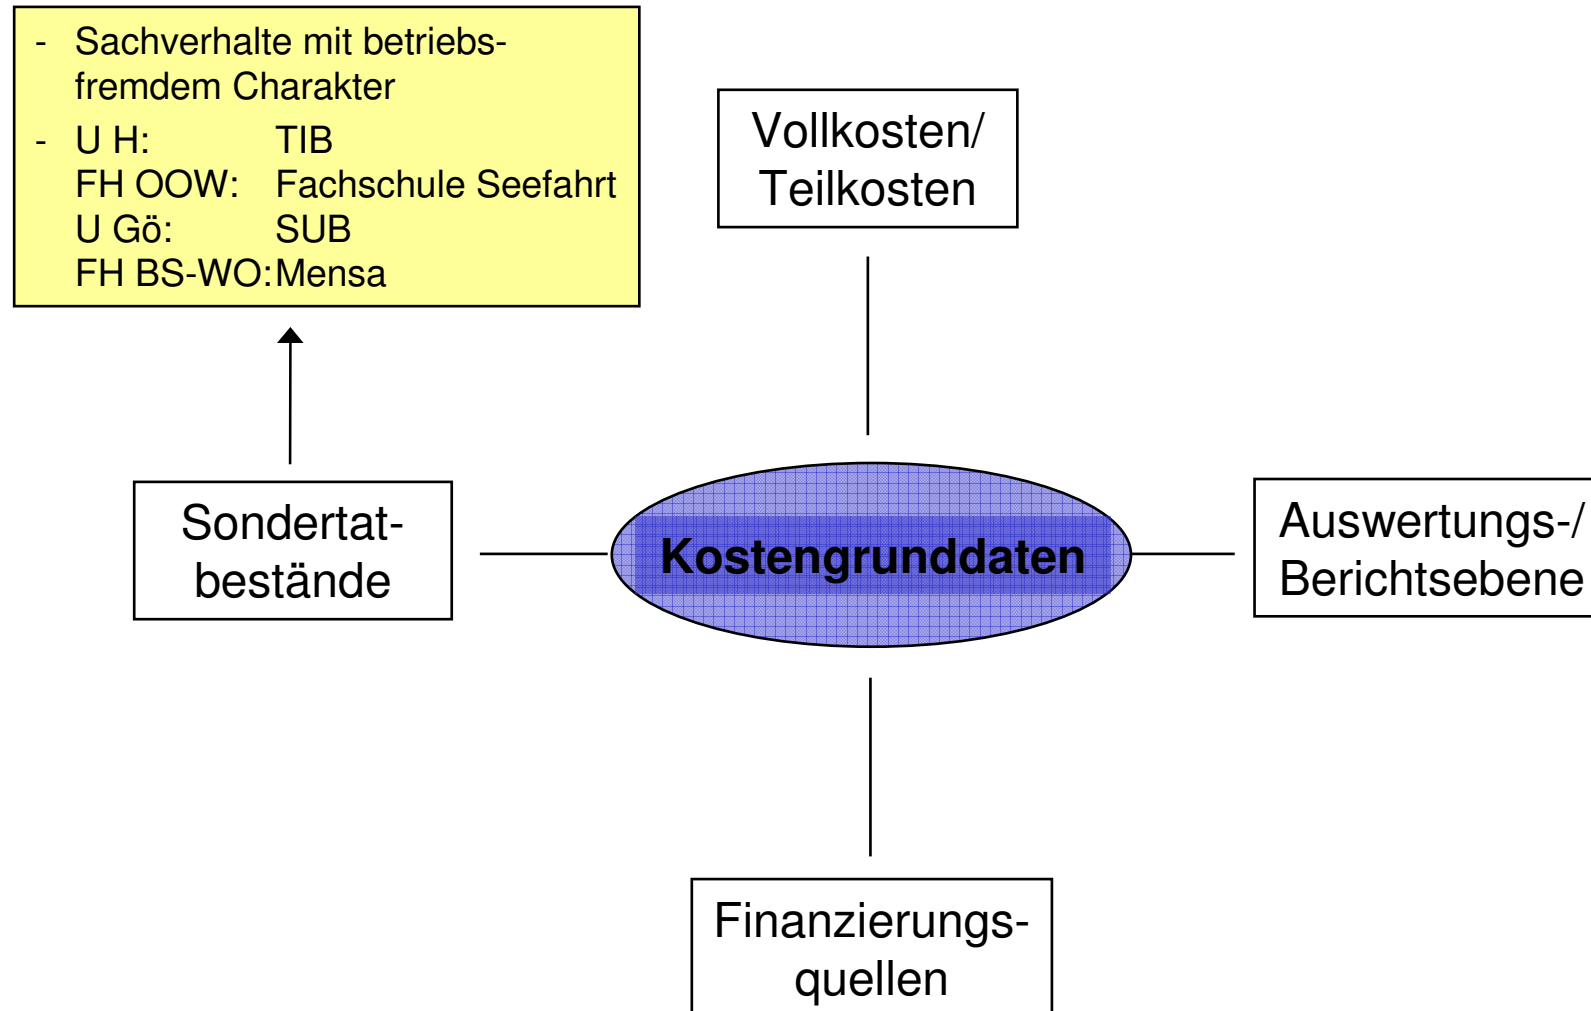 - Sachverhalte mit betriebs-
fremdem Charakter
- U H: TIB
FH OOW: Fachschule Seefahrt
U Gö: SUB
FH BS-WO: Mensa
Vollkosten/
Teilkosten
Sondertat-
bestände
Kostengrunddaten
Auswertungs-/
Berichtsebene
Finanzierungs-
quellen